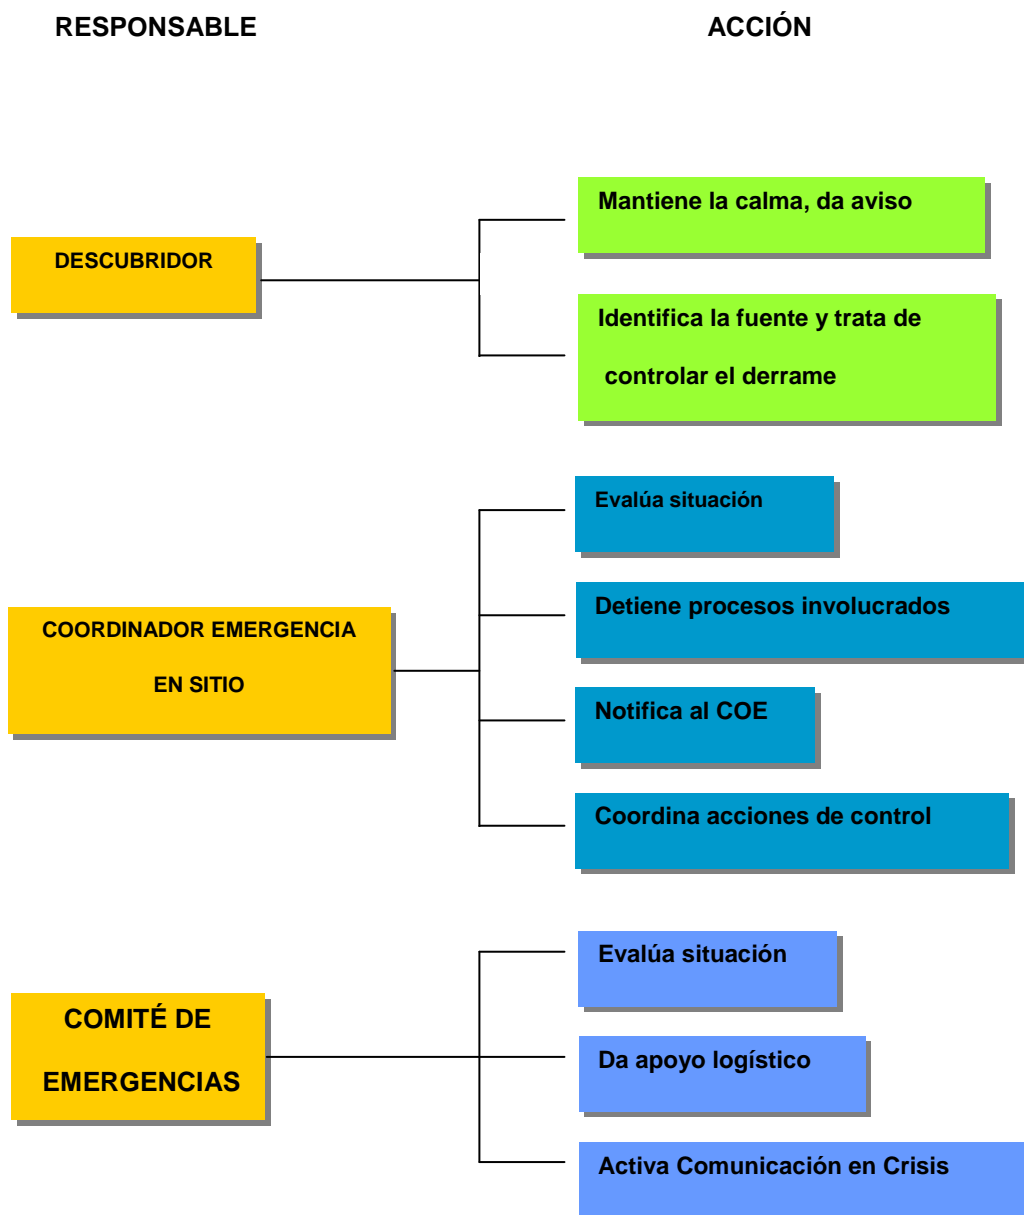 RESPONSABLE
ACCIÓN
DESCUBRIDOR
Mantiene la calma, da aviso
Identifica la fuente y trata de
controlar el derrame
COORDINADOR EMERGENCIA
EN SITIO
Evalúa situación
Detiene procesos involucrados
Notifica al COE
Coordina acciones de control
COMITÉ DE
EMERGENCIAS
Evalúa situación
Da apoyo logístico
Activa Comunicación en Crisis